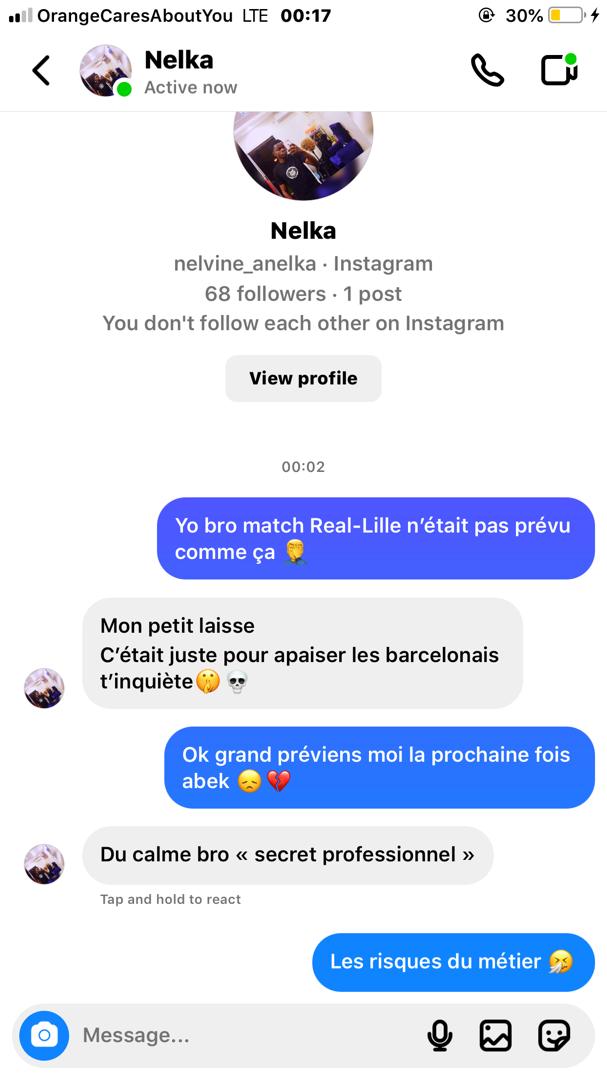 OrangeCaresAboutYou LTE 00:17 30%
Nelka
Active now
Nelka
nelvine_anelka · Instagram
68 followers · 1 post
You don't follow each other on Instagram
View profile
00:02
Yo bro match Real-Lille n’était pas prévu
comme ça 🤦‍♂️
Mon petit laisse
C’était juste pour apaiser les barcelonais
t’inquiète🤫💀
Ok grand préviens moi la prochaine fois
abek 😞💔
Du calme bro « secret professionnel »
Tap and hold to react
Les risques du métier 🤧
Message...